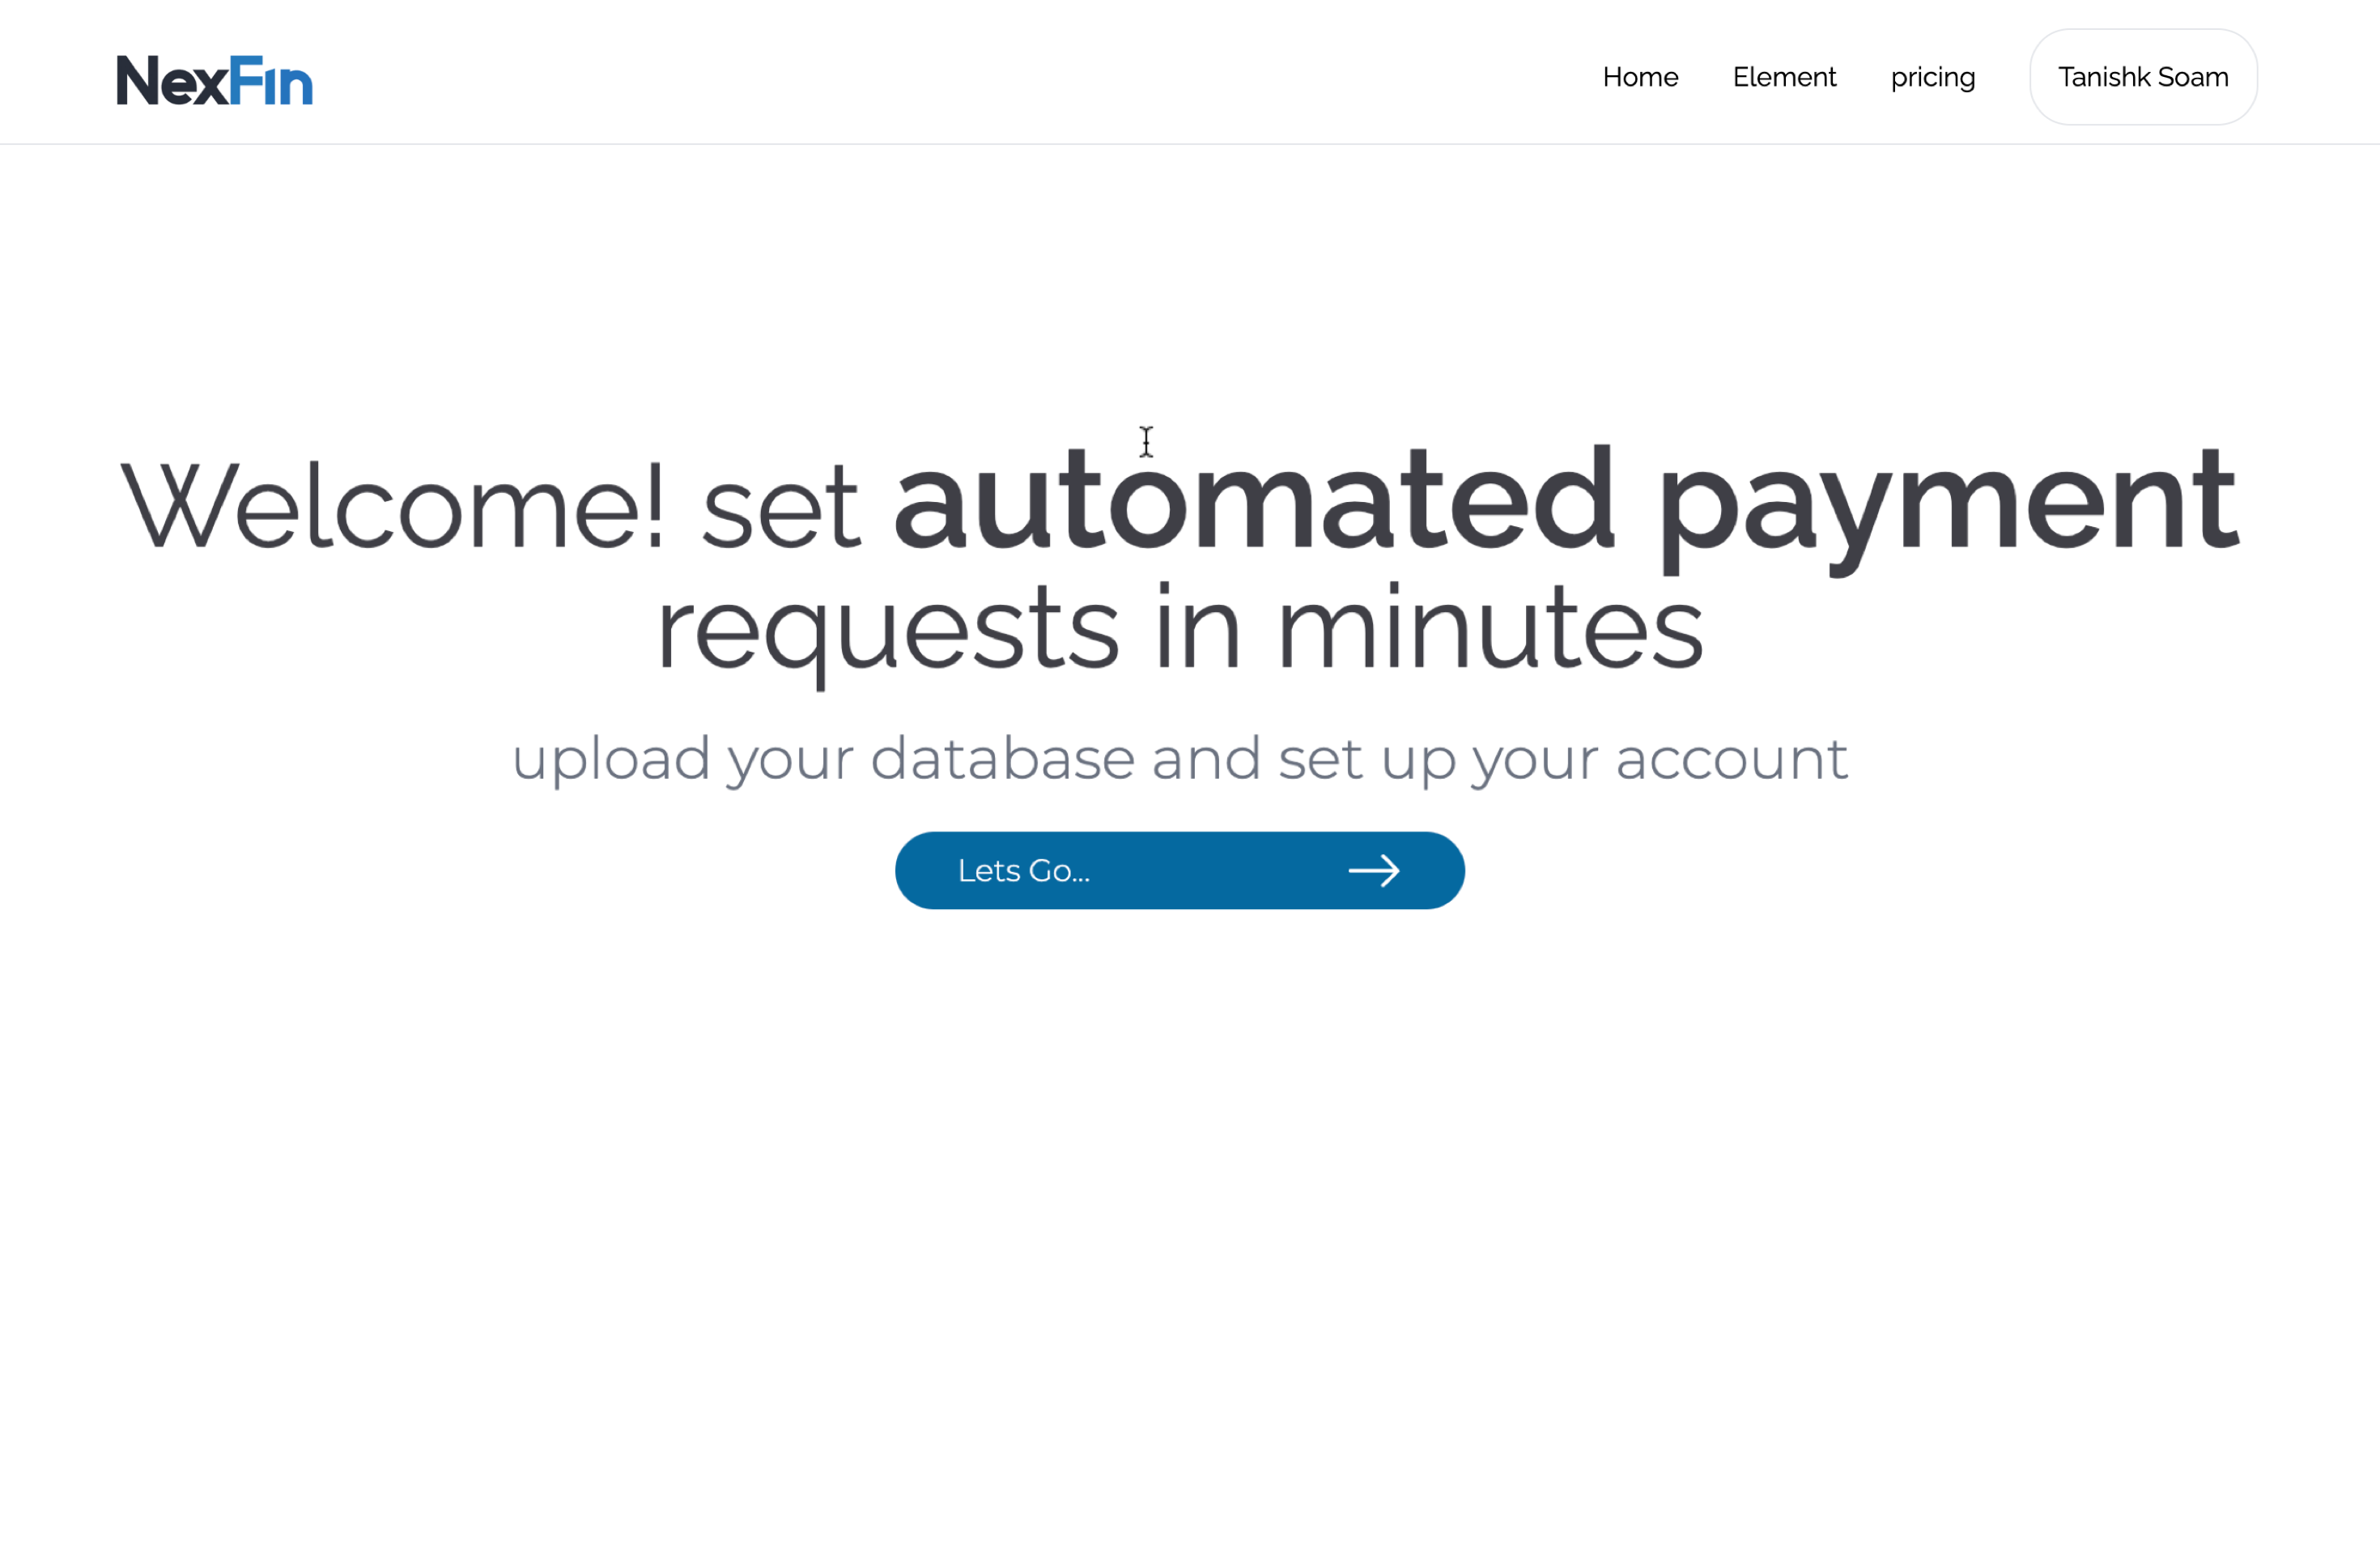 NexFin
Home Element pricing Tanishk Soam
Welcome! set automated payment
requests in minutes
upload your database and set up your account
Lets Go...